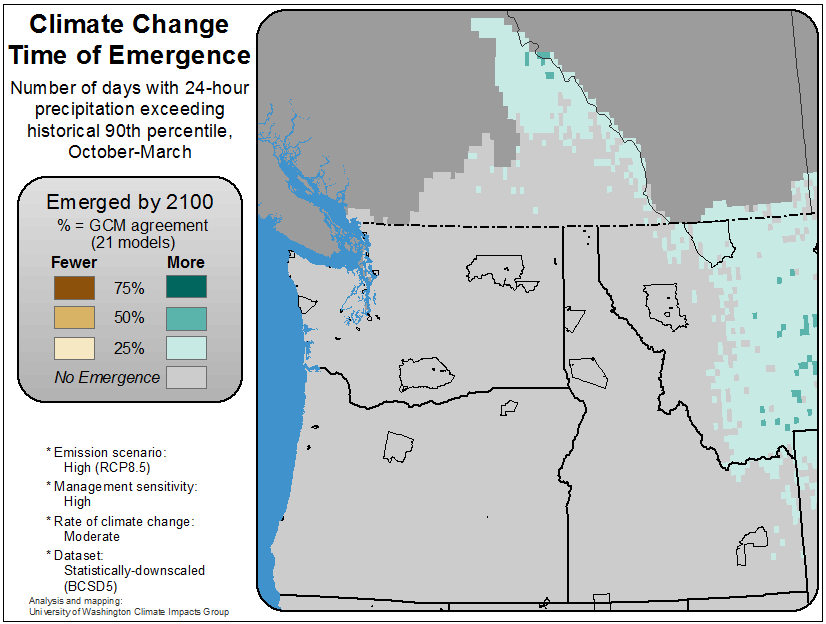 Climate Change
Time of Emergence
Number of days with 24-hour
precipitation exceeding
historical 90th percentile,
October-March
Emerged by 2100
% = GCM agreement
(21 models)
Fewer More
75%
50%
25%
No Emergence
* Emission scenario:
High (RCP8.5)
* Management sensitivity:
High
* Rate of climate change:
Moderate
* Dataset:
Statistically-downscaled
(BCSD5)
Analysis and mapping:
University of Washington Climate Impacts Group